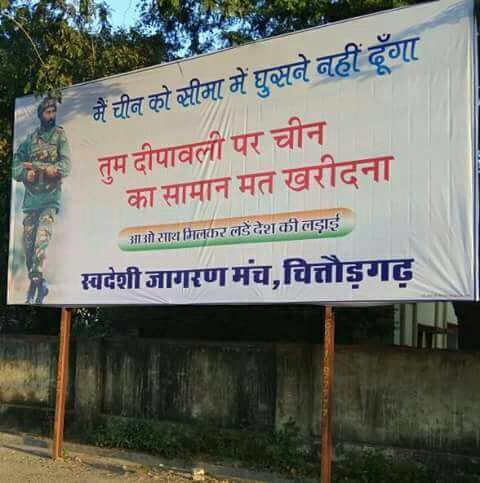 मैं चीन को सीमा में घुसने नहीं दूँगा
तुम दीपावली पर चीन
का सामान मत खरीदना
आओ साथ मिलकर लड़ें देश की लड़ाई
स्वदेशी जागरण मंच,चित्तौड़गढ़